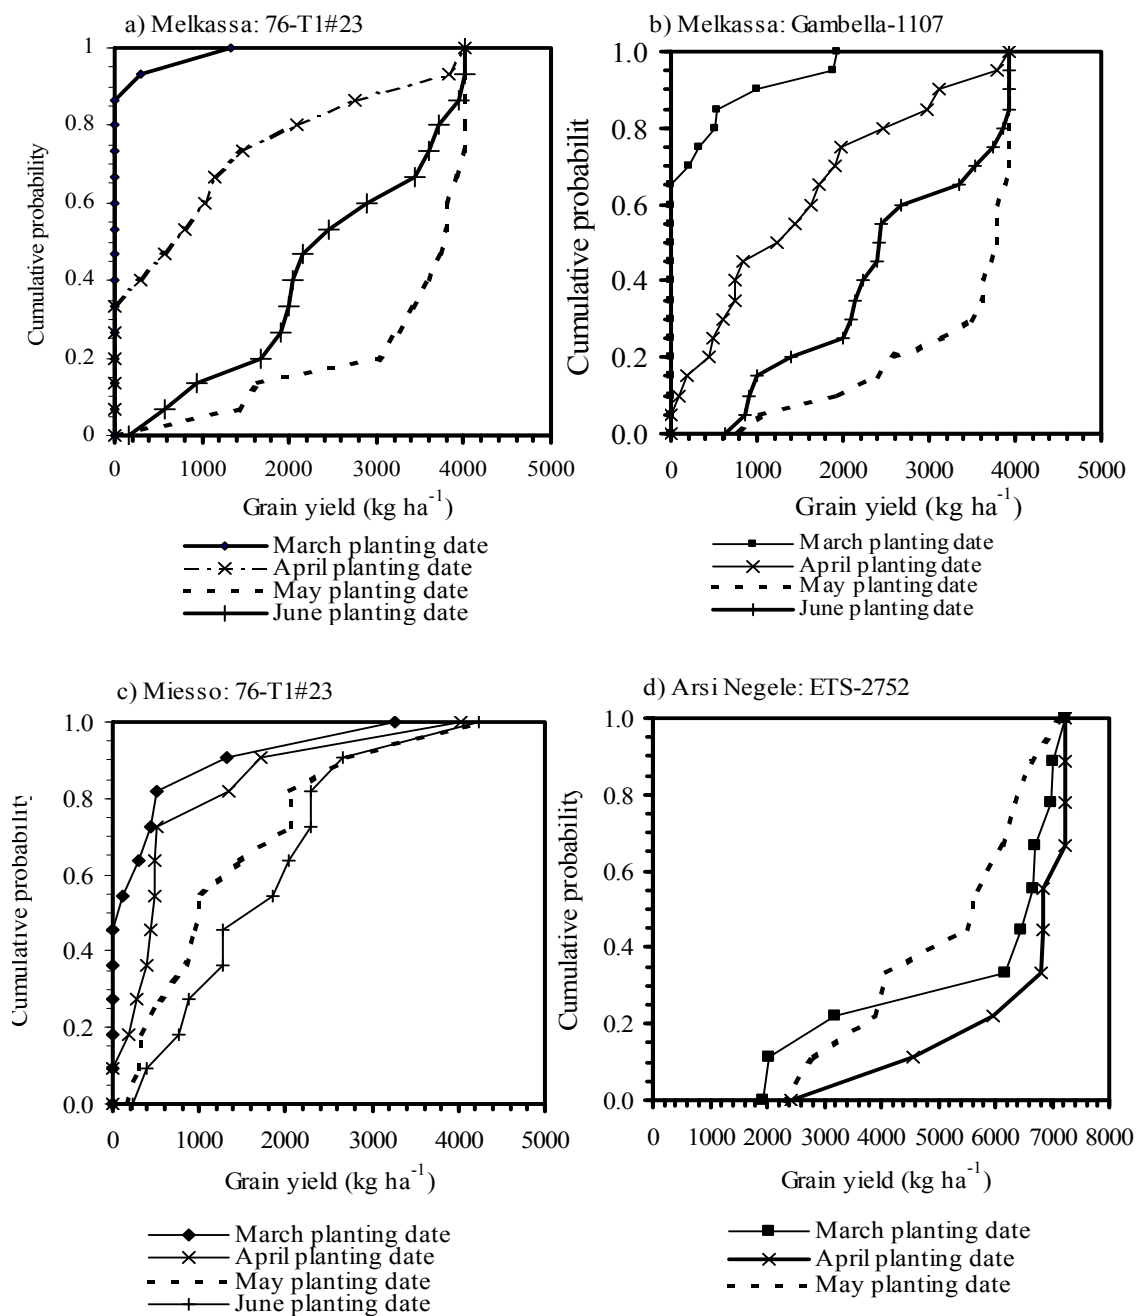 a) Melkassa: 76-T1#23
1
0.8
0.6
0.4
0.2
0
Cumulative probability
0 1000 2000 3000 4000 5000
Grain yield (kg ha-1)
March planting date
April planting date
May planting date
June planting date
b) Melkassa: Gambella-1107
1.0
0.8
0.6
0.4
0.2
0.0
Cumulative probabilit
0 1000 2000 3000 4000 5000
Grain yield (kg ha-1)
March planting date
April planting date
May planting date
June planting date
c) Miesso: 76-T1#23
1.0
0.8
0.6
0.4
0.2
0.0
Cumulative probability
0 1000 2000 3000 4000 5000
Grain yield (kg ha-1)
March planting date
April planting date
May planting date
June planting date
d) Arsi Negele: ETS-2752
1.0
0.8
0.6
0.4
0.2
0.0
Cumulative probability
0 1000 2000 3000 4000 5000 6000 7000 8000
Grain yield (kg ha-1)
March planting date
April planting date
May planting date